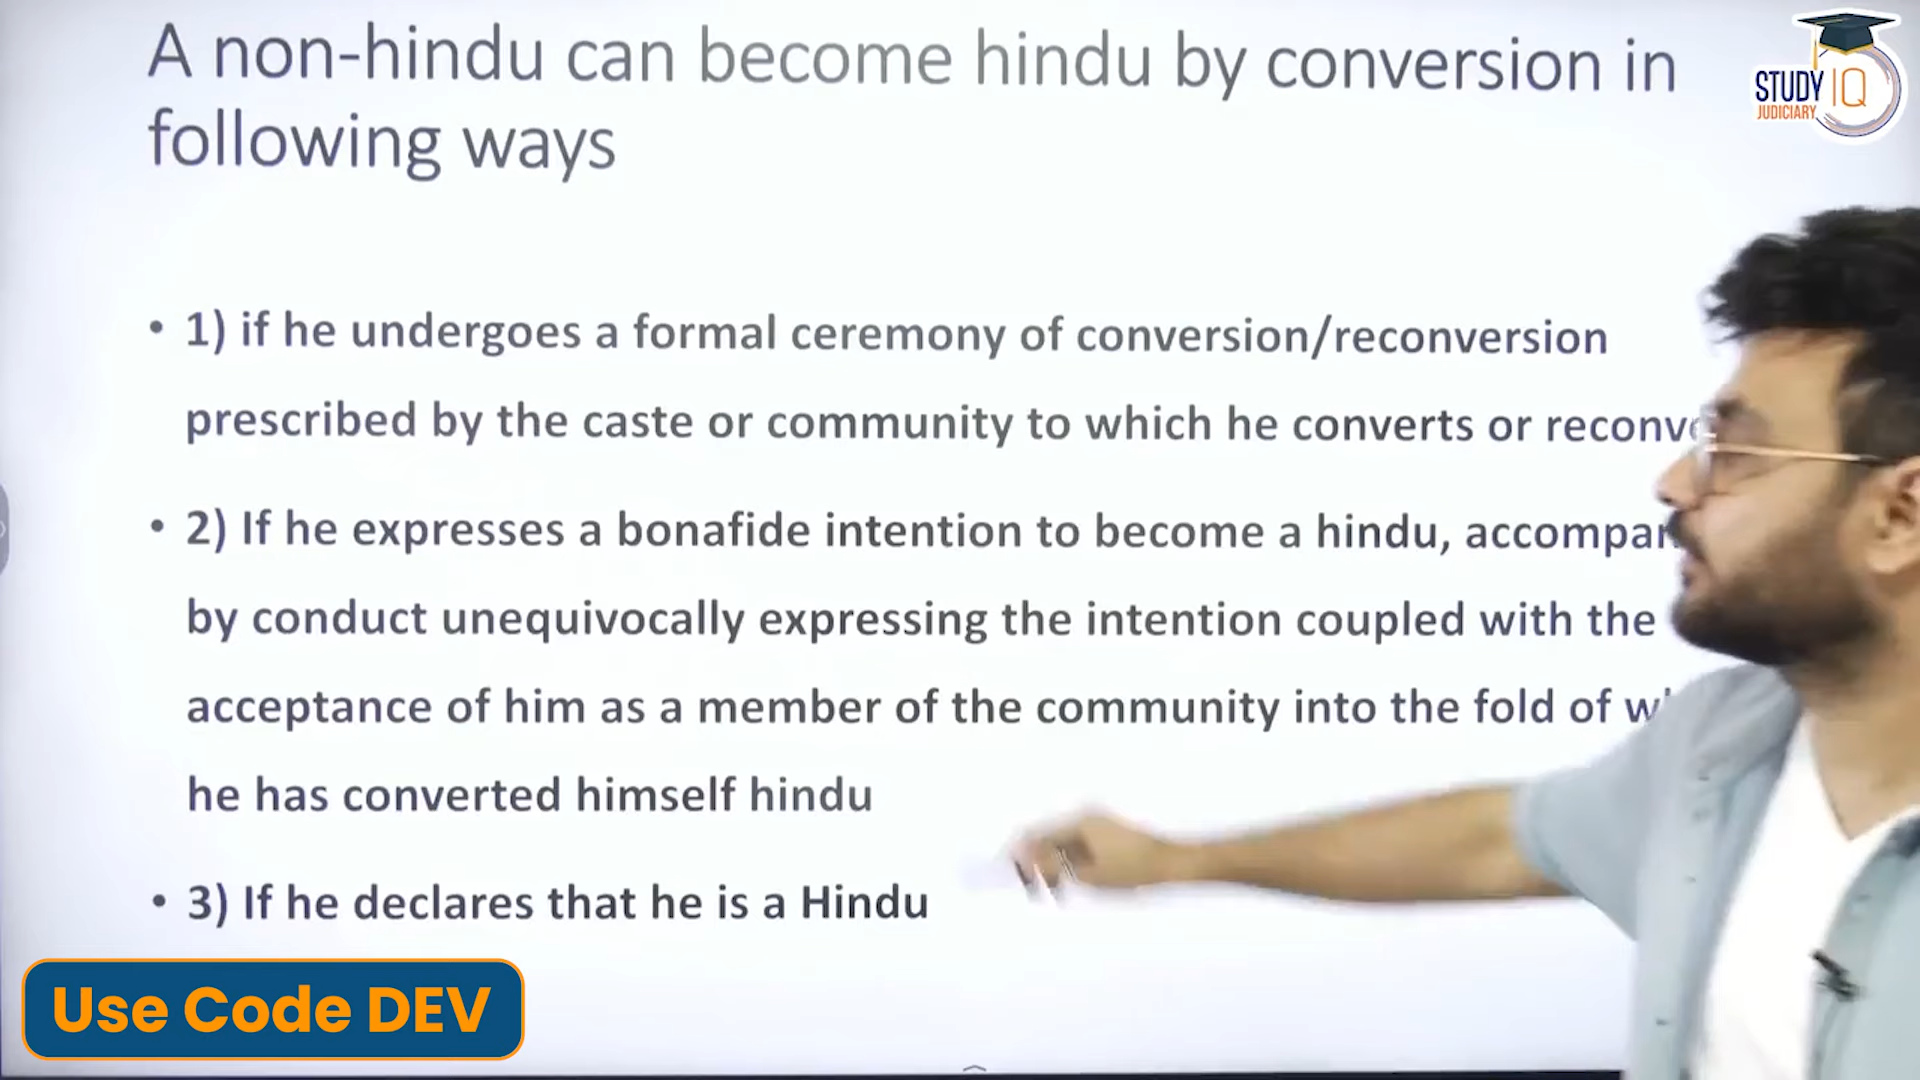 A non-hindu can become hindu by conversion in
following ways
STUDY IQ
JUDICIARY
• 1) if he undergoes a formal ceremony of conversion/reconversion
prescribed by the caste or community to which he converts or
• 2) If he expresses a bonafide intention to become a hindu,
by conduct unequivocally expressing the intention coupled with the
acceptance of him as a member of the community into the fold of
he has converted himself hindu
• 3) If he declares that he is a Hindu
Use Code DEV